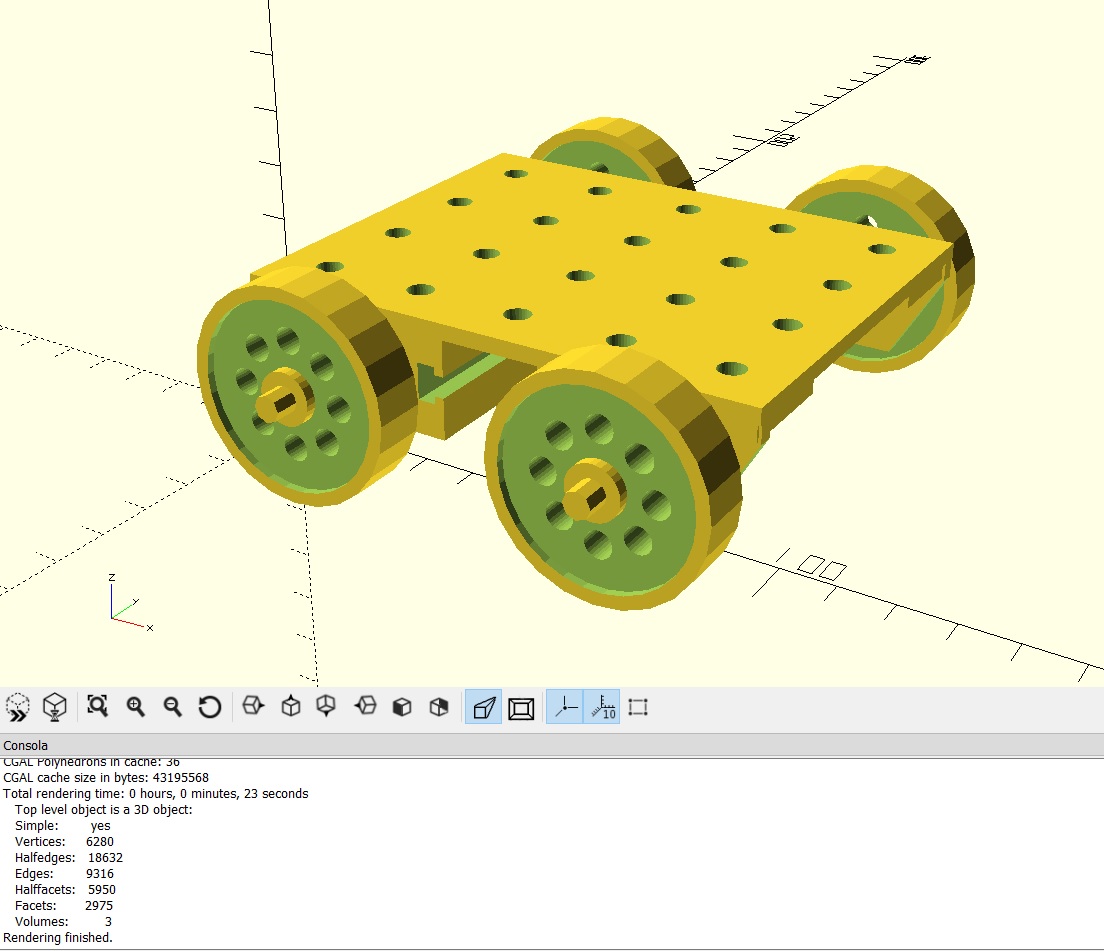 Z
Y
X
10
Consola
CGAL Polyhedrons in cache: 36
CGAL cache size in bytes: 43195568
Total rendering time: 0 hours, 0 minutes, 23 seconds
Top level object is a 3D object:
Simple: yes
Vertices: 6280
Halfedges: 18632
Edges: 9316
Halffacets: 5950
Facets: 2975
Volumes: 3
Rendering finished.